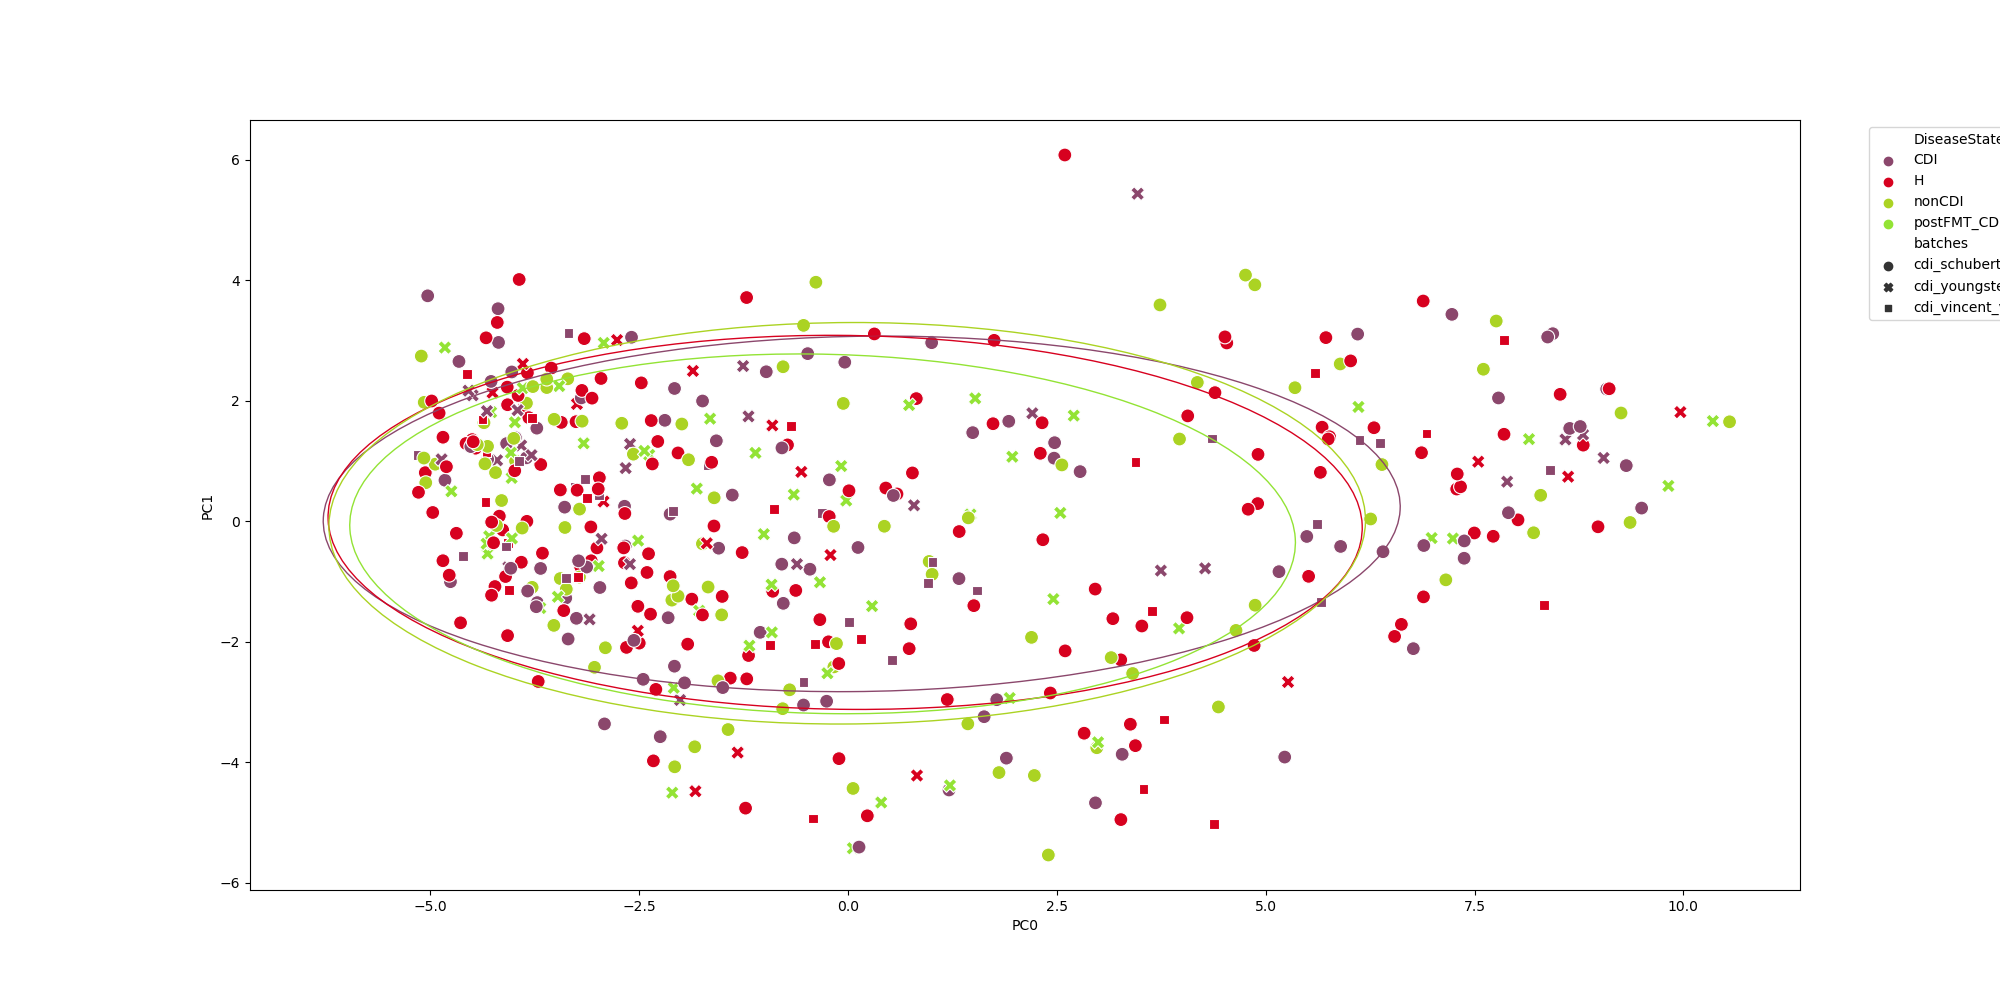 DiseaseState
CDI
H
nonCDI
postFMT_CD
batches
cdi_schubert
cdi_youngste
cdi_vincent_
6
4
2
0
−2
−4
−6
PC1
−5.0 −2.5 0.0 2.5 5.0 7.5 10.0
PC0